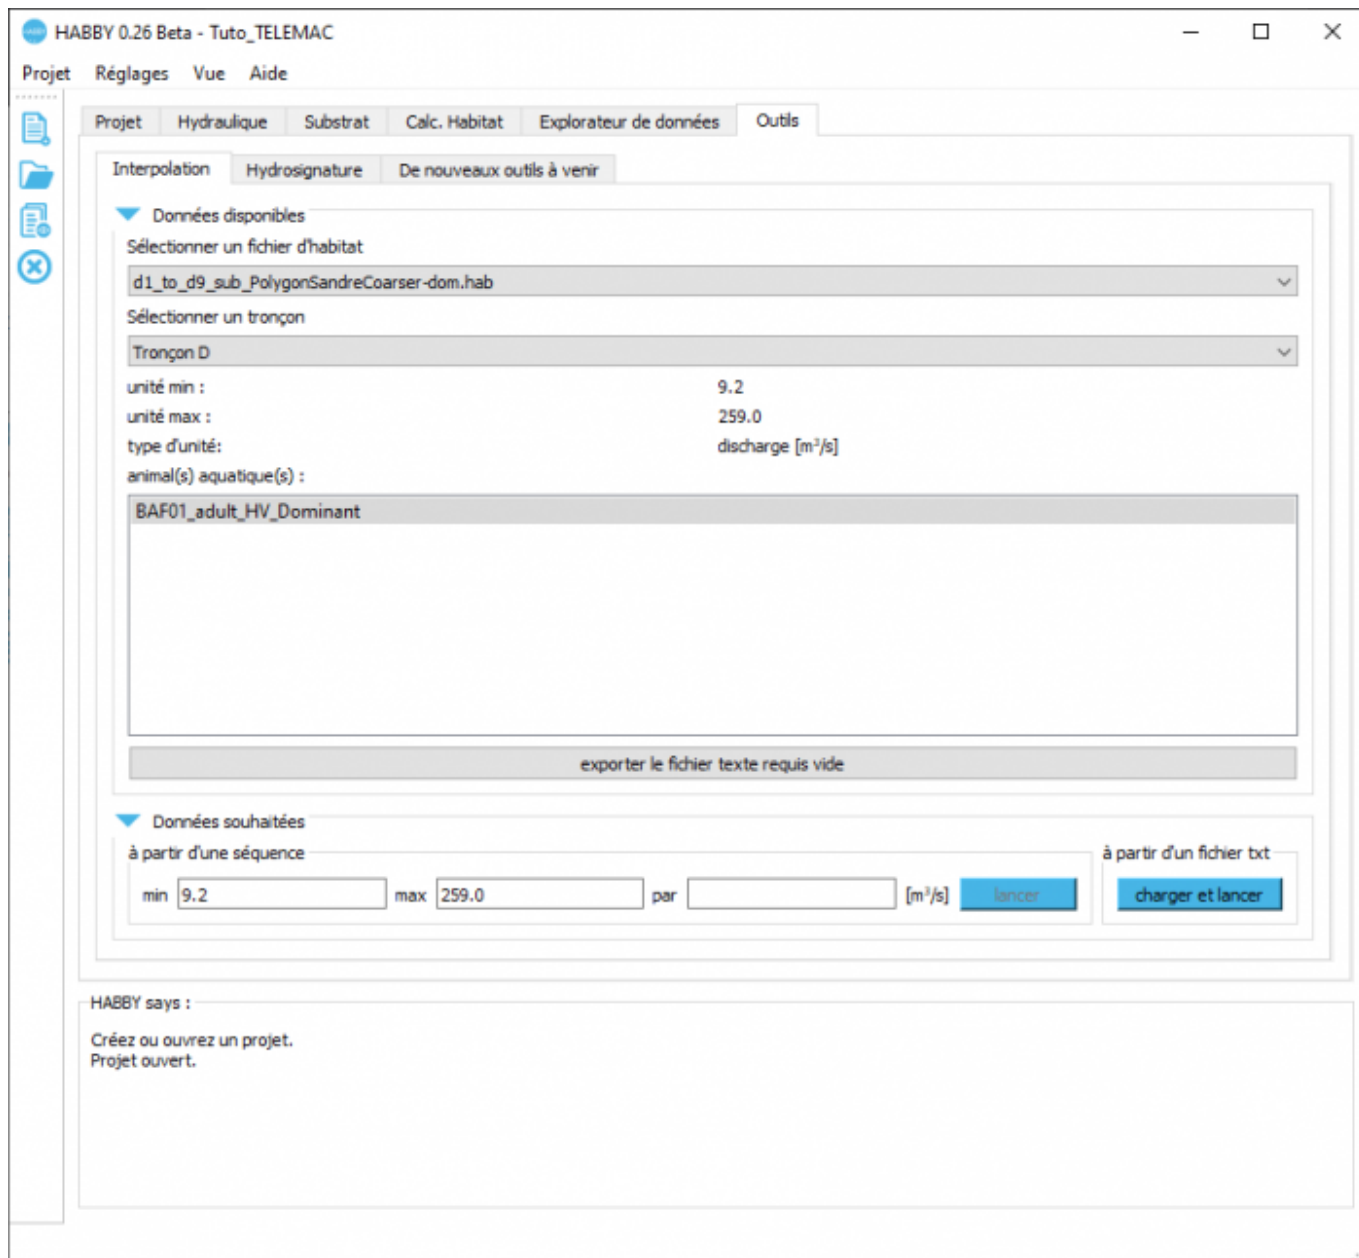 HABBY 0.26 Beta - Tuto_TELEMAC
Projet Réglages Vue Aide
Projet Hydraulique Substrat Calc. Habitat Explorateur de données Outils
Interpolation Hydrosignature De nouveaux outils à venir
Données disponibles
Sélectionner un fichier d'habitat
d1_to_d9_sub_PolygonSandreCoarser-dom.hab
Sélectionner un tronçon
Tronçon D
unité min : 9.2
unité max : 259.0
type d'unité: discharge [m³/s]
animal(s) aquatique(s) :
BAF01_adult_HV_Dominant
exporter le fichier texte requis vide
Données souhaitées
à partir d'une séquence à partir d'un fichier txt
min 9.2 max 259.0 par [m³/s] lancer charger et lancer
HABBY says :
Créez ou ouvrez un projet.
Projet ouvert.